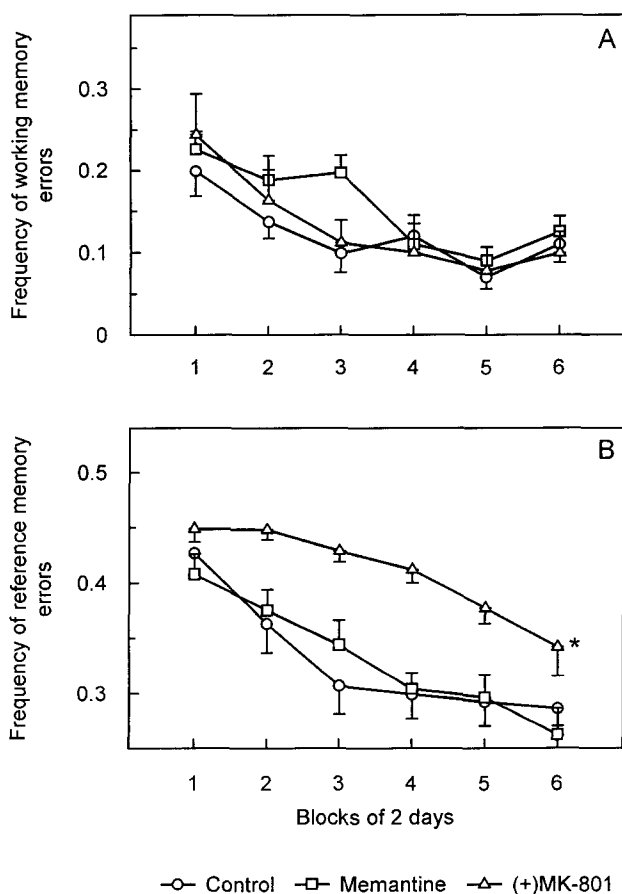 A
Frequency of working memory
errors
0.3
0.2
0.1
0
1 2 3 4 5 6
B
Frequency of reference memory
errors
0.5
0.45
0.4
0.3
*
1 2 3 4 5 6
Blocks of 2 days
Control Memantine (+)MK-801